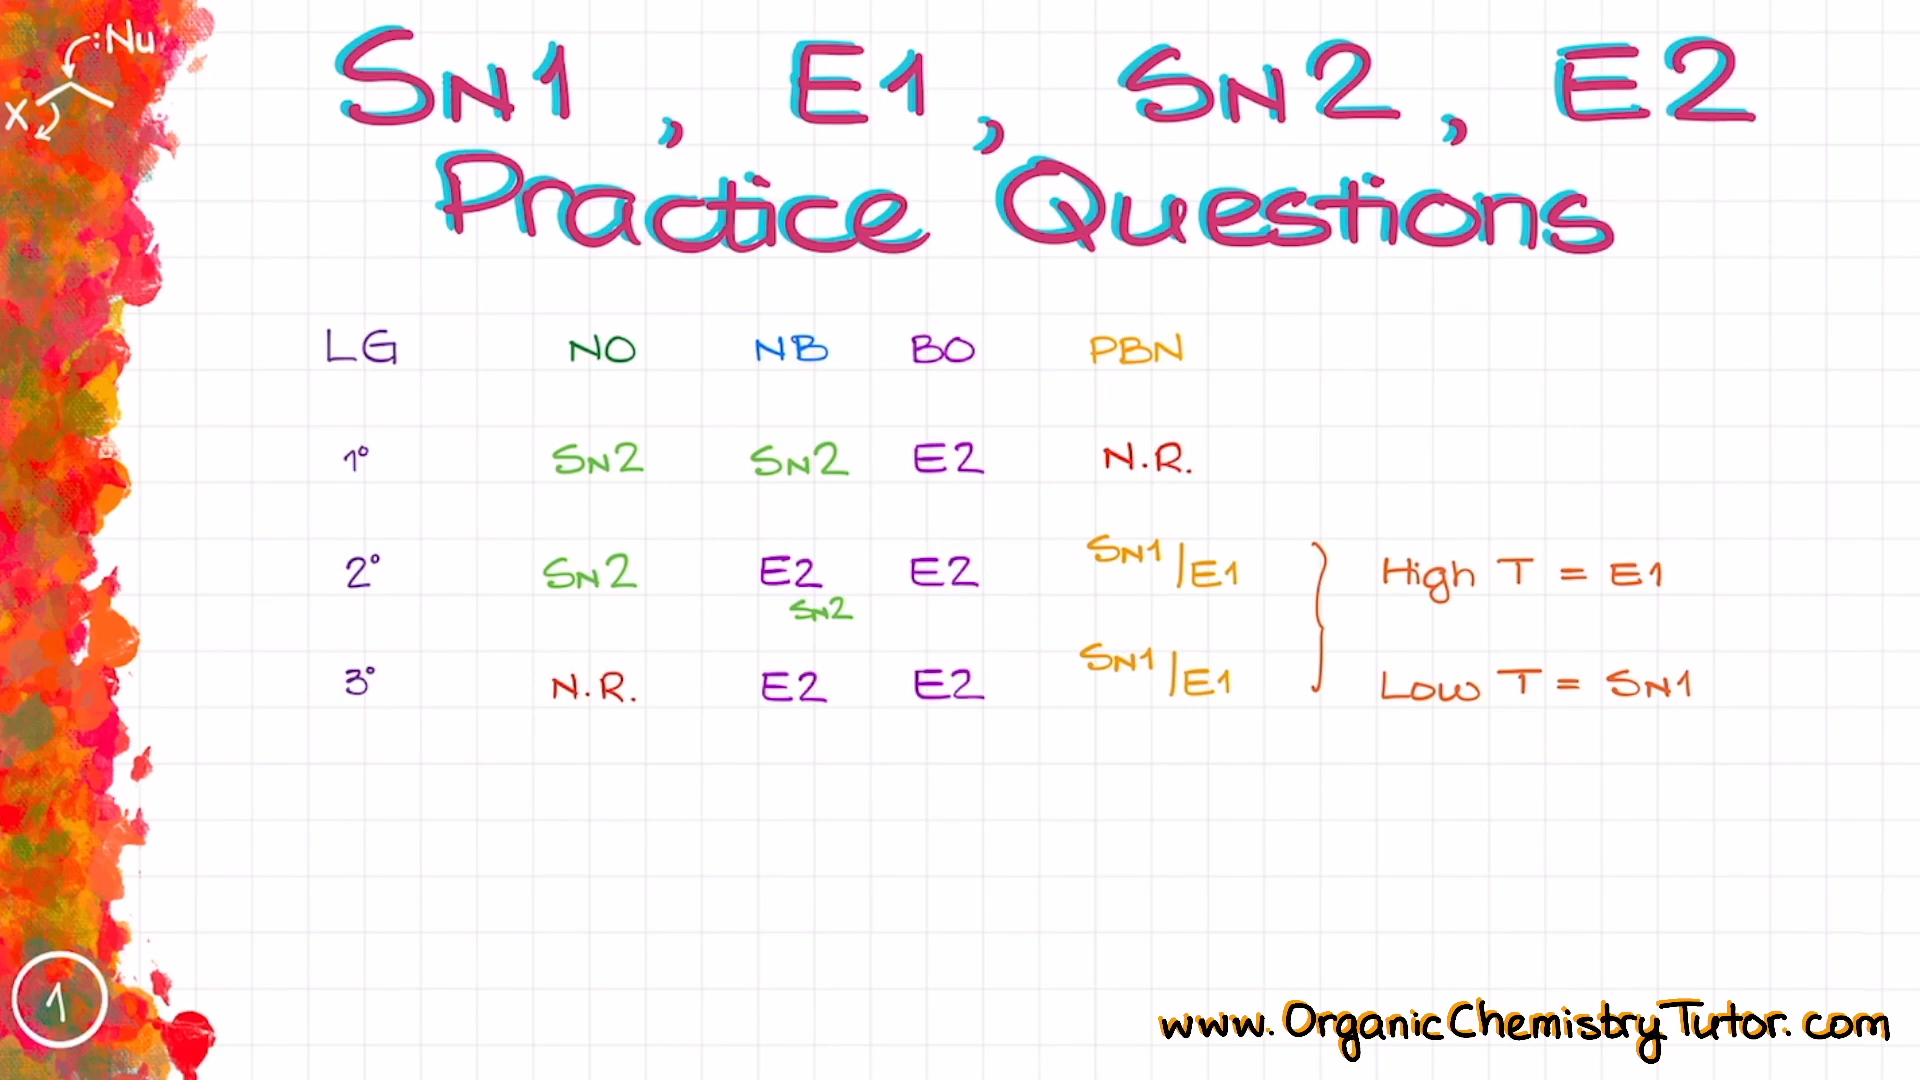 :Nu
X
SN1, E1, SN2, E2
Practice Questions
LG NO NB BO PBN
1° SN2 SN2 E2 N.R.
2° SN2 E2 E2 SN1/E1 High T = E1
SN2
3° N.R. E2 E2 SN1/E1 Low T = SN1
1
www.OrganicChemistryTutor.com